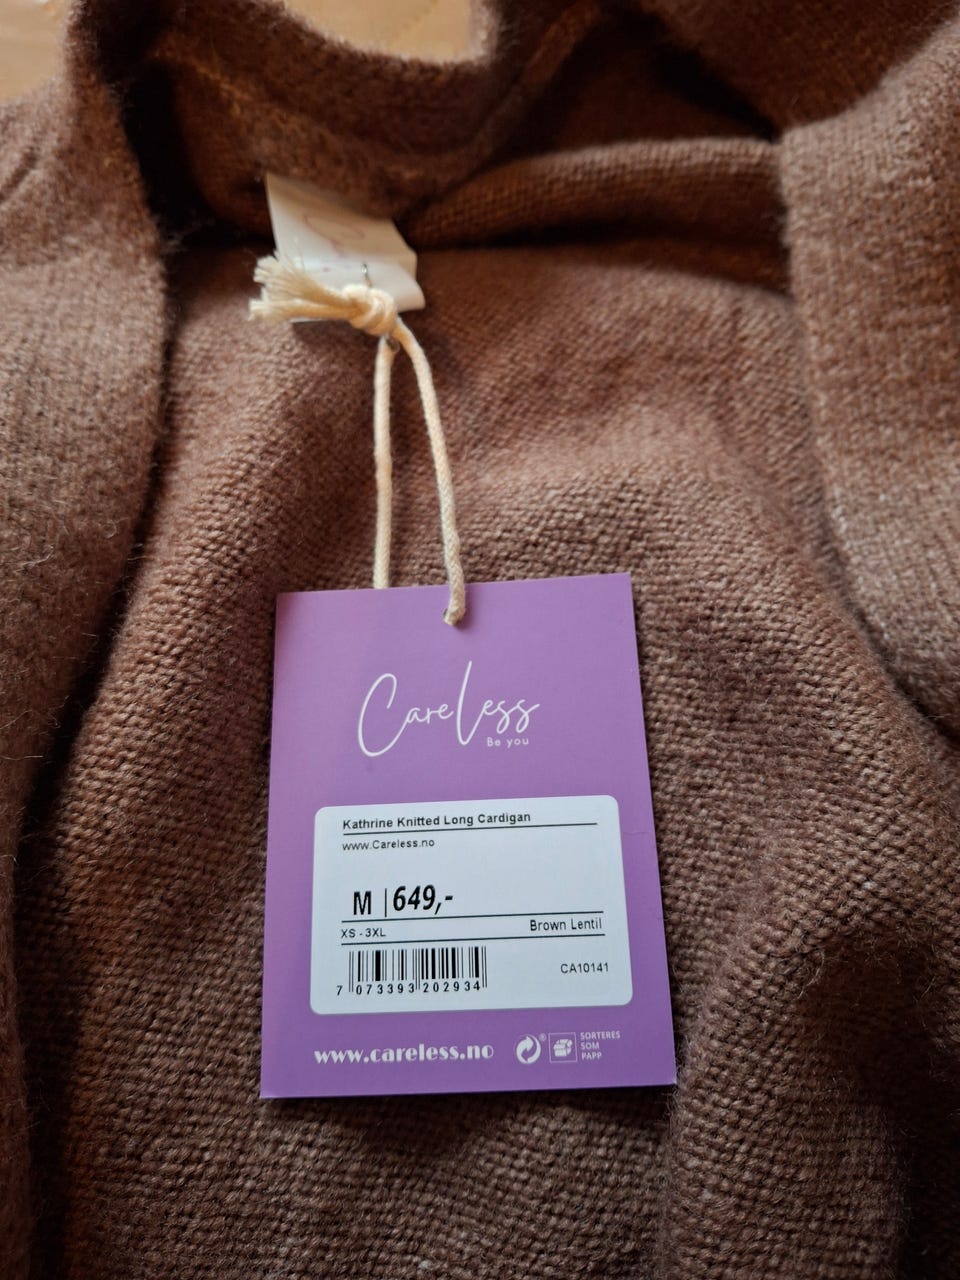 CareLess
Be you
Kathrine Knitted Long Cardigan
www.Careless.no
M | 649,-
XS - 3XL
Brown Lentil
CA10141
7 073393 202934
www.careless.no
®
SORTERES
SOM
PAPP